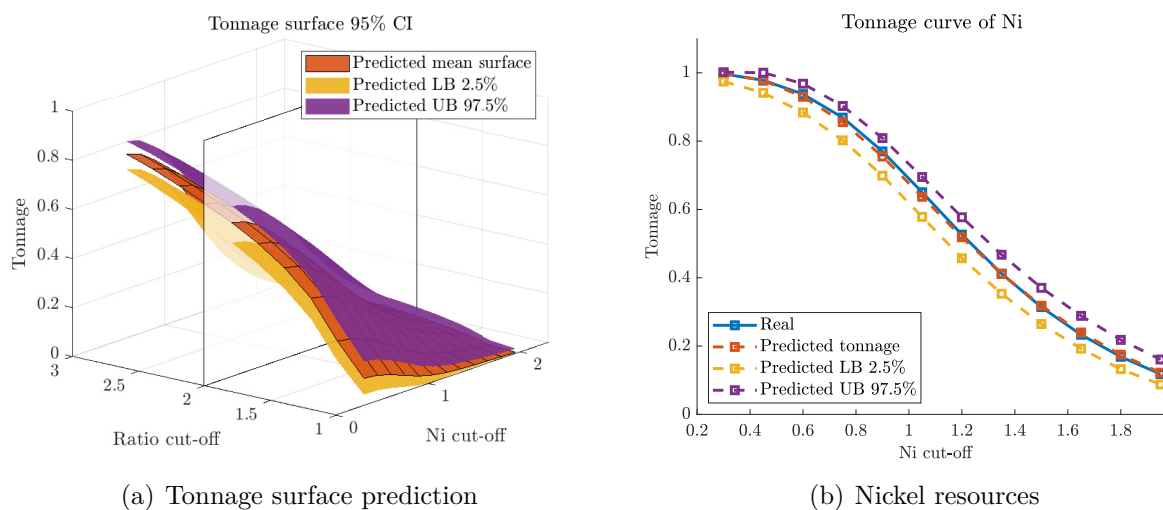 Tonnage surface 95% CI
Predicted mean surface
Predicted LB 2.5%
Predicted UB 97.5%
1
0.8
0.6
0.4
0.2
0
Tonnage
3
2.5
2
1.5
1
Ratio cut-off
0
1
2
Ni cut-off
(a) Tonnage surface prediction
Tonnage curve of Ni
1
0.8
0.6
0.4
0.2
0
Tonnage
Real
Predicted tonnage
Predicted LB 2.5%
Predicted UB 97.5%
0.2 0.4 0.6 0.8 1 1.2 1.4 1.6 1.8
Ni cut-off
(b) Nickel resources